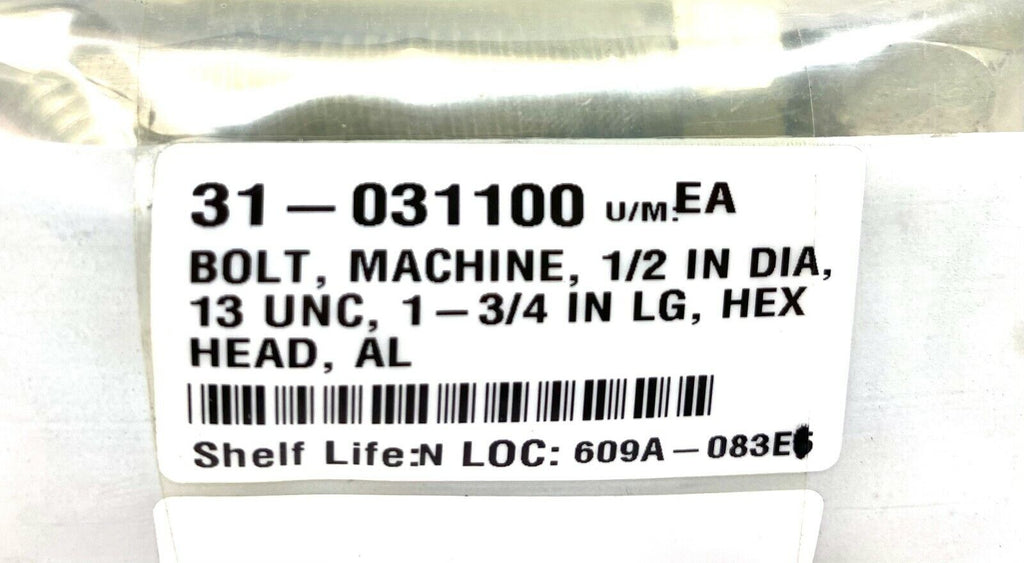 31-031100 U/M:EA
BOLT, MACHINE, 1/2 IN DIA,
13 UNC, 1-3/4 IN LG, HEX
HEAD, AL
Shelf Life:N LOC: 609A-083E